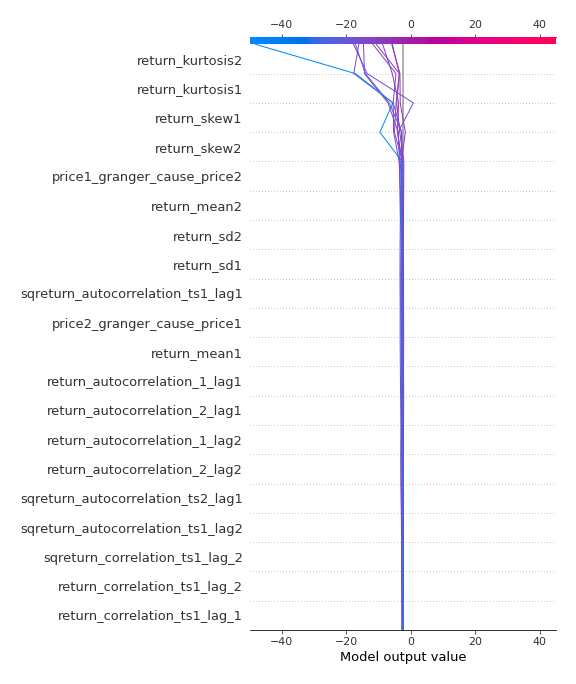 −40 −20 0 20 40
return_kurtosis2
return_kurtosis1
return_skew1
return_skew2
price1_granger_cause_price2
return_mean2
return_sd2
return_sd1
sqreturn_autocorrelation_ts1_lag1
price2_granger_cause_price1
return_mean1
return_autocorrelation_1_lag1
return_autocorrelation_2_lag1
return_autocorrelation_1_lag2
return_autocorrelation_2_lag2
sqreturn_autocorrelation_ts2_lag1
sqreturn_autocorrelation_ts1_lag2
sqreturn_correlation_ts1_lag_2
return_correlation_ts1_lag_2
return_correlation_ts1_lag_1
−40 −20 0 20 40
Model output value